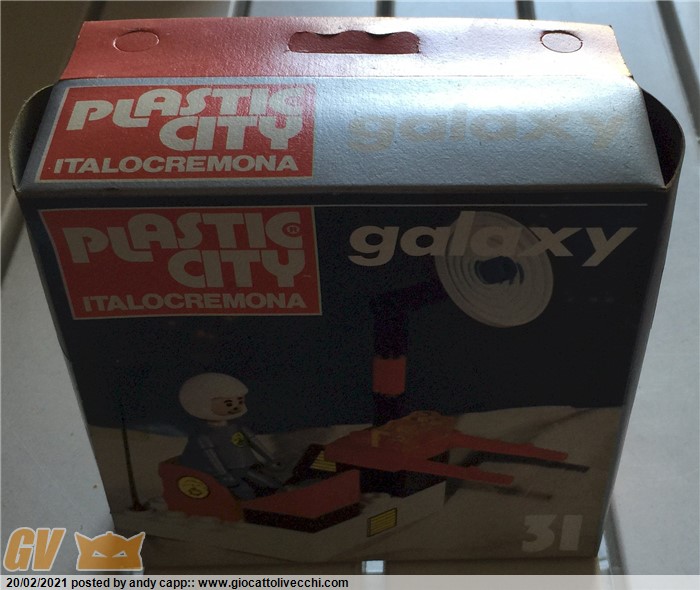 PLASTIC
CITY
ITALOCREMONA
galaxy
PLASTIC
CITY
ITALOCREMONA
galaxy
31
GV
20/02/2021 posted by andy capp:: www.giocattolivecchi.com